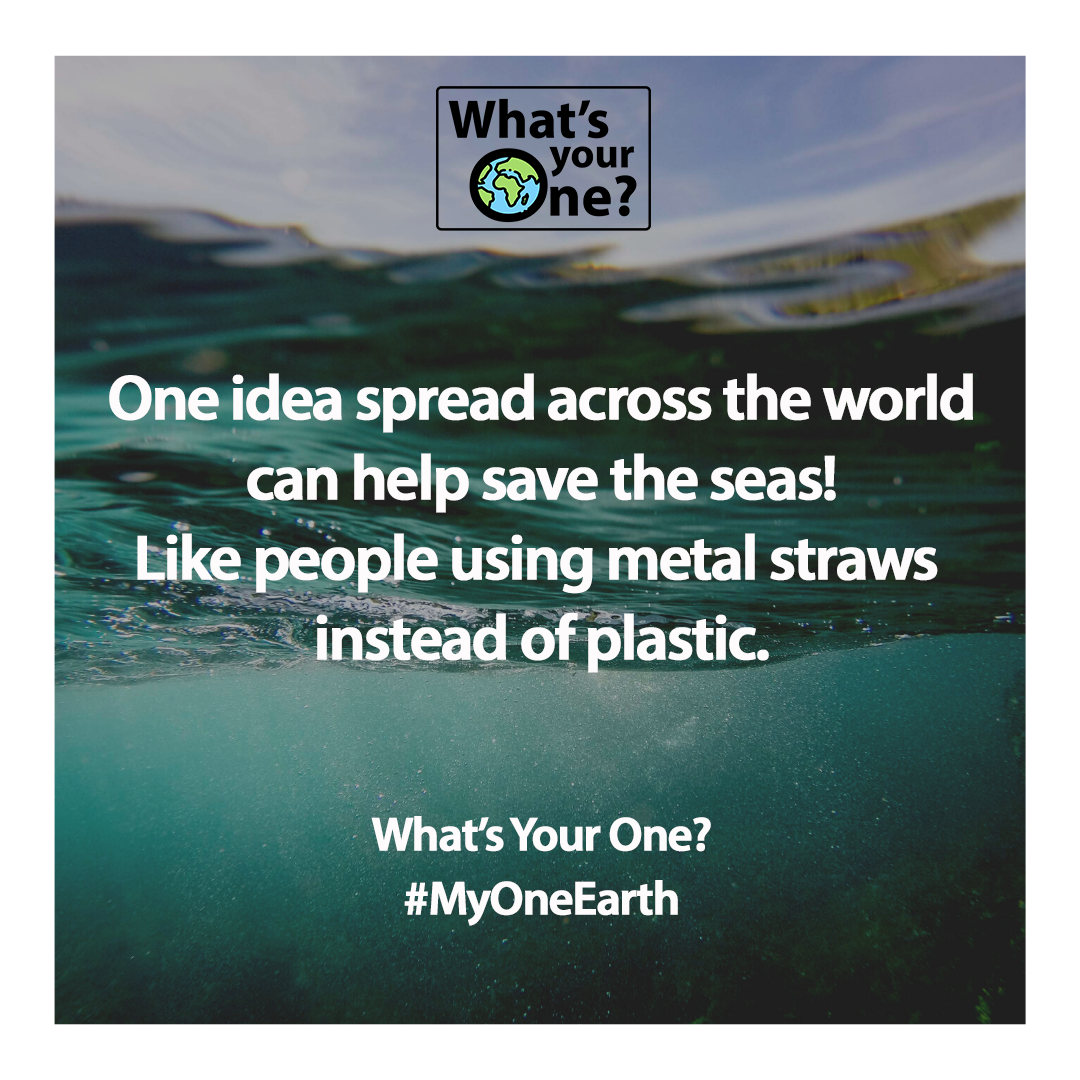 What's
your
One?
One idea spread across the world
can help save the seas!
Like people using metal straws
instead of plastic.
What's Your One?
#MyOneEarth